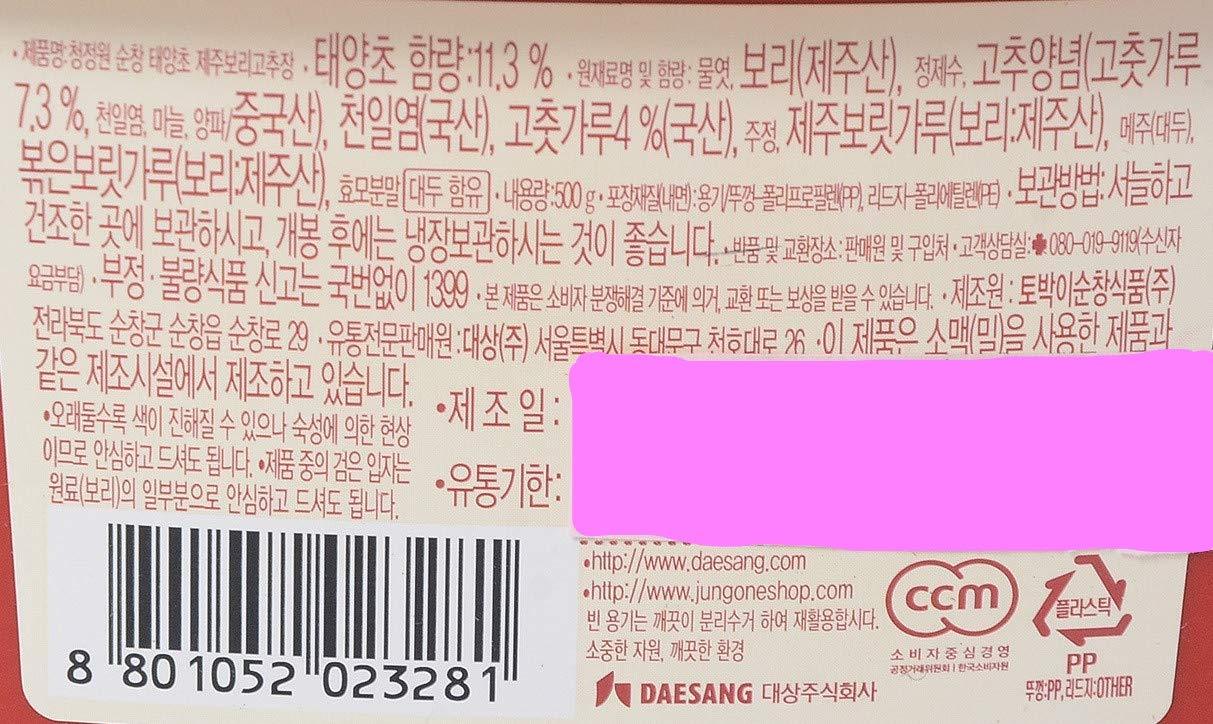 •제품명:청정원 순창 태양초 제주보리고추장 • 태양초 함량:11.3 % • 원재료명 및 함량: 물엿, 보리(제주산), 정제수, 고추양념(고춧가루
7.3 %, 천일염, 마늘, 양파/중국산), 천일염(국산), 고춧가루4 %(국산), 주정, 제주보릿가루(보리:제주산), 메주(대두),
볶은보릿가루(보리:제주산), 효모분말 대두 함유 • 내용량:500 g • 포장재질(내면):용기/뚜껑-폴리프로필렌(PP), 리드지-폴리에틸렌(PE) • 보관방법: 서늘하고
건조한 곳에 보관하시고, 개봉 후에는 냉장보관하시는 것이 좋습니다. • 반품 및 교환장소: 판매원 및 구입처 • 고객상담실: 080-019-9119(수신자
요금부담) • 부정 · 불량식품 신고는 국번없이 1399 • 본 제품은 소비자 분쟁해결 기준에 의거, 교환 또는 보상을 받을 수 있습니다. • 제조원 : 토박이순창식품(주)
전라북도 순창군 순창읍 순창로 29 • 유통전문판매원 :대상(주) 서울특별시 동대문구 천호대로 26 •이 제품은 소맥(밀)을 사용한 제품과
같은 제조시설에서 제조하고 있습니다.
•오래둘수록 색이 진해질 수 있으나 숙성에 의한 현상
이므로 안심하고 드셔도 됩니다. •제품 중의 검은 입자는
원료(보리)의 일부분으로 안심하고 드셔도 됩니다.
•제 조 일 :
•유통기한:
8 801052 023281
•http://www.daesang.com
•http://www.jungoneshop.com
빈 용기는 깨끗이 분리수거 하여 재활용합시다.
소중한 자원, 깨끗한 환경
DAESANG 대상주식회사
ccm
소비자중심경영
공정거래위원회 | 한국소비자원
플라스틱
PP
뚜껑:PP, 리드지:OTHER